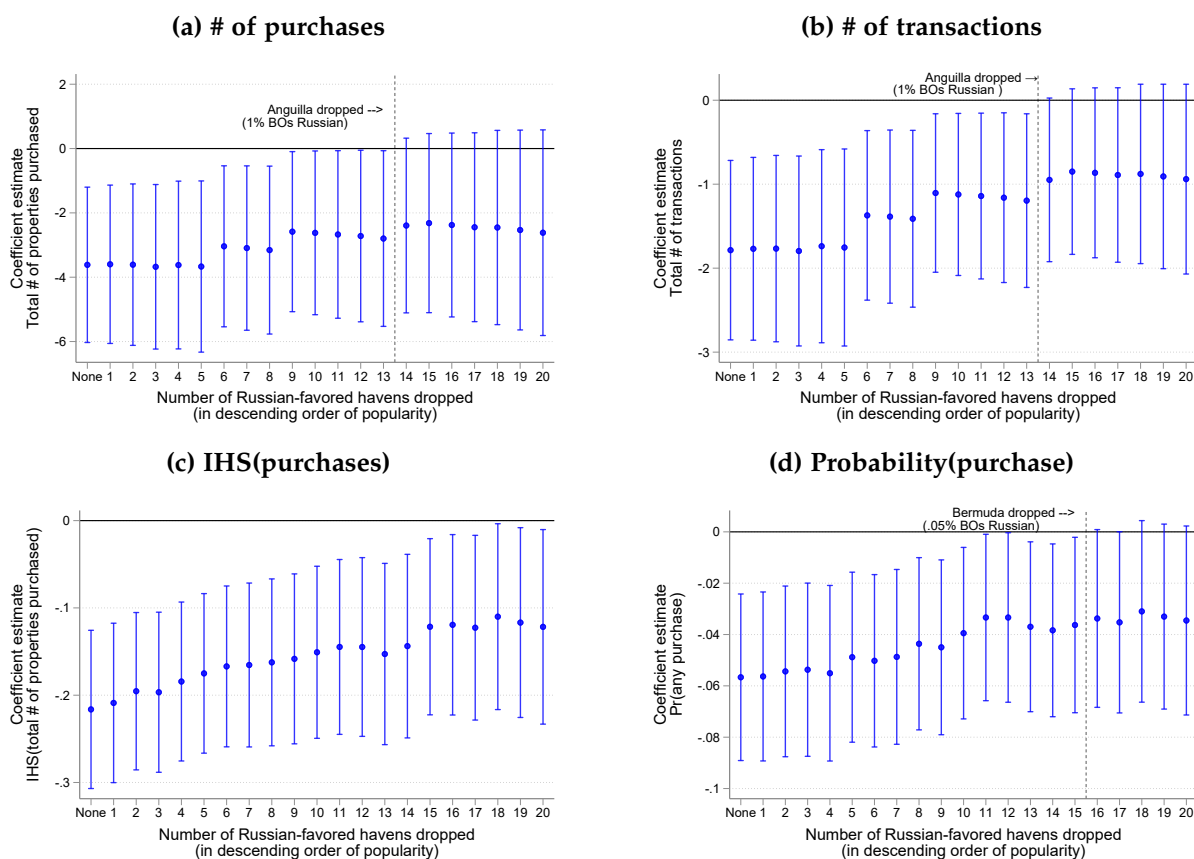 (a) # of purchases
Coefficient estimate
Total # of properties purchased
2
0
-2
-4
-6
Anguilla dropped -->
(1% BOs Russian)
None 1 2 3 4 5 6 7 8 9 10 11 12 13 14 15 16 17 18 19 20
Number of Russian-favored havens dropped
(in descending order of popularity)
(b) # of transactions
Coefficient estimate
Total # of transactions
0
-1
-2
-3
Anguilla dropped →
(1% BOs Russian )
None 1 2 3 4 5 6 7 8 9 10 11 12 13 14 15 16 17 18 19 20
Number of Russian-favored havens dropped
(in descending order of popularity)
(c) IHS(purchases)
Coefficient estimate
IHS(total # of properties purchased)
0
-.1
-.2
-.3
None 1 2 3 4 5 6 7 8 9 10 11 12 13 14 15 16 17 18 19 20
Number of Russian-favored havens dropped
(in descending order of popularity)
(d) Probability(purchase)
Coefficient estimate
Pr(any purchase)
0
-.02
-.04
-.06
-.08
-.1
Bermuda dropped -->
(.05% BOs Russian)
None 1 2 3 4 5 6 7 8 9 10 11 12 13 14 15 16 17 18 19 20
Number of Russian-favored havens dropped
(in descending order of popularity)